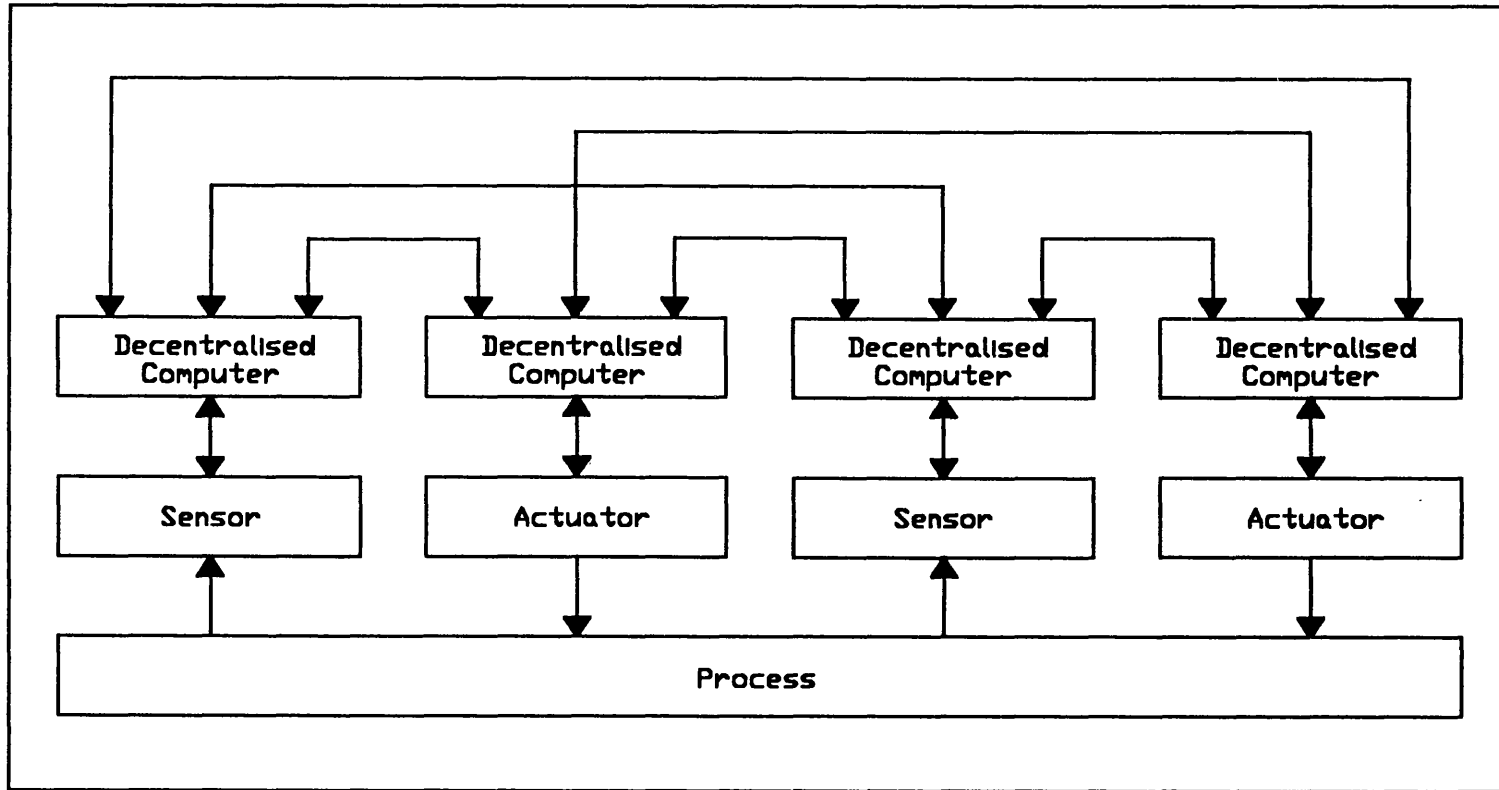 Decentralised
Computer
Decentralised
Computer
Decentralised
Computer
Decentralised
Computer
Sensor
Actuator
Sensor
Actuator
Process